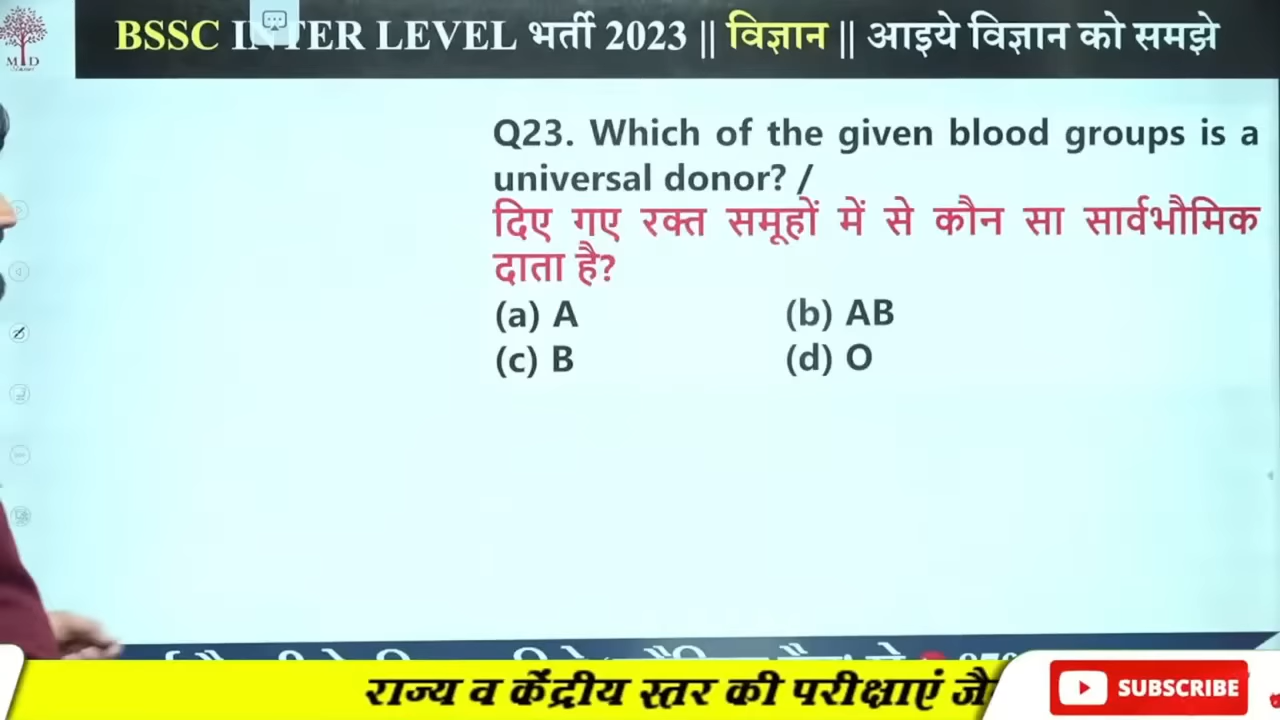 BSSC INTER LEVEL भर्ती 2023 || विज्ञान || आइये विज्ञान को समझे
Q23. Which of the given blood groups is a
universal donor? /
दिए गए रक्त समूहों में से कौन सा सार्वभौमिक
दाता है?
(a) A (b) AB
(c) B (d) O
राज्य व केंद्रीय स्तर की परीक्षाएं
SUBSCRIBE